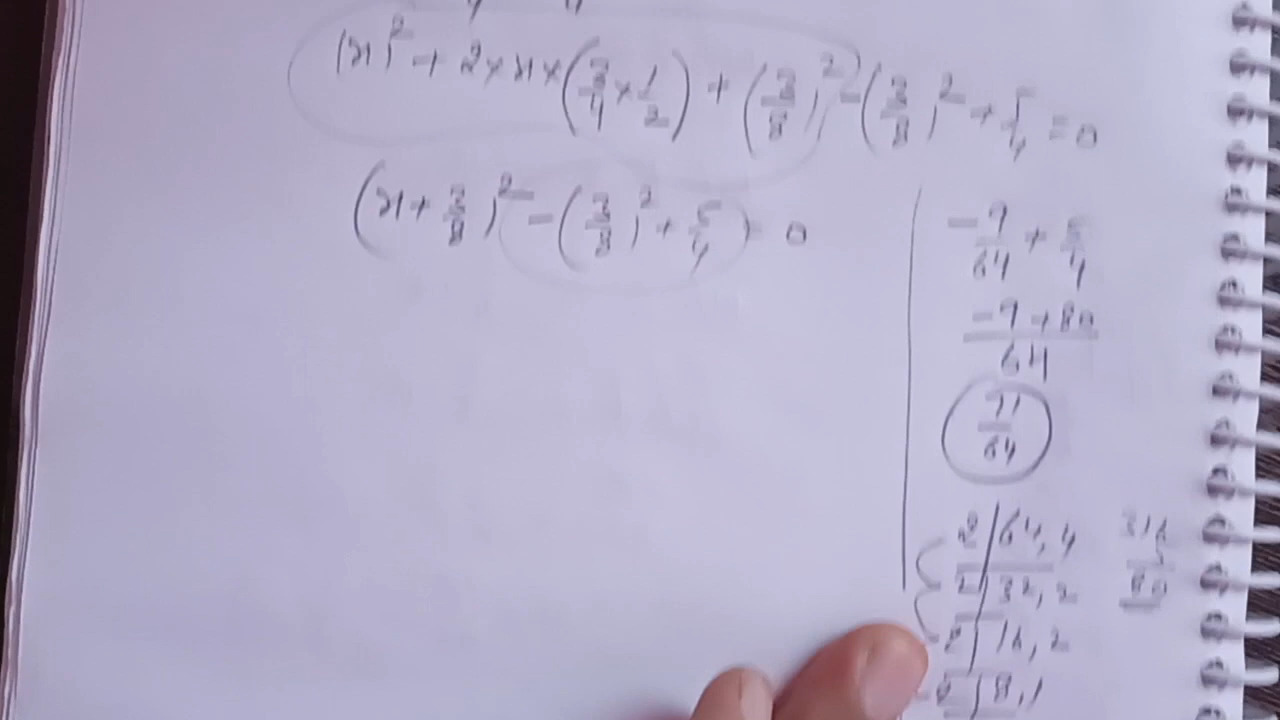 (x)² + 2 × x × (3/4 × 1/2) + (3/8)² - (3/8)² + 5/4 = 0
(x + 3/8)² - (3/8)² + 5/4 = 0
-9/64 + 5/4
-9 + 80 / 64
71/64
2 | 64, 4
2 | 32, 2
2 | 16, 2
8, 1
80